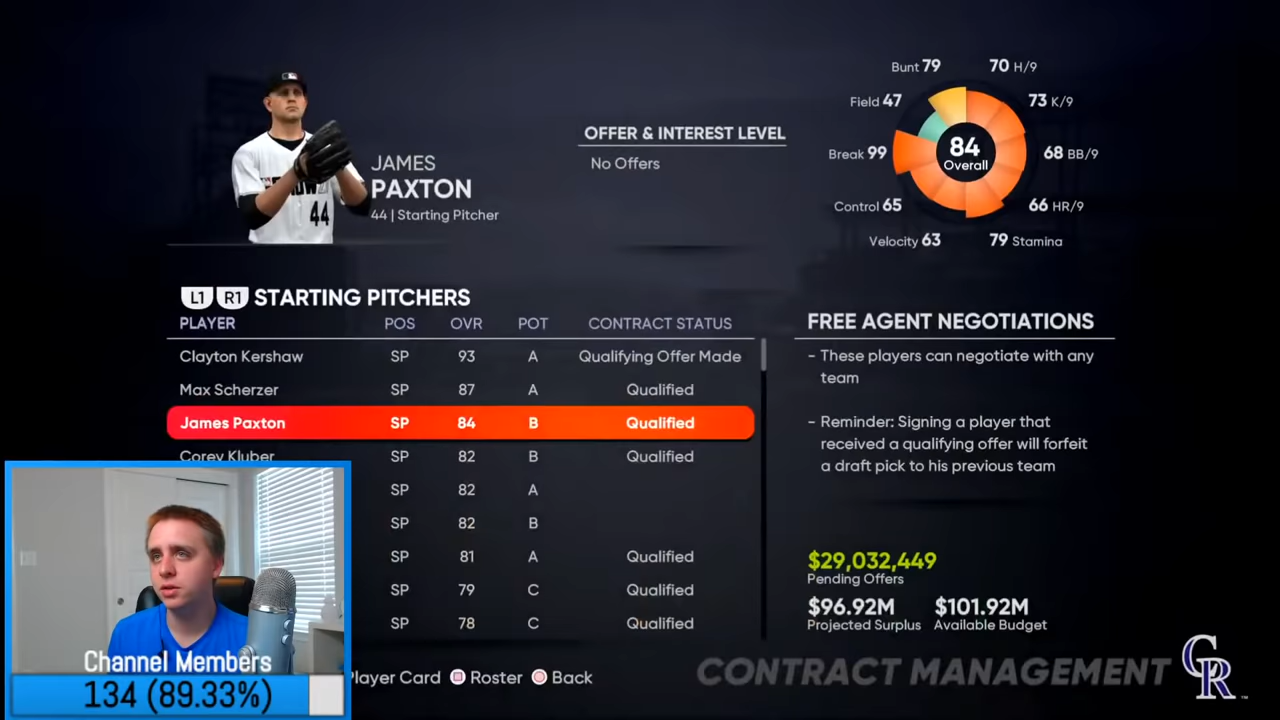 Bunt 79
70 H/9
Field 47
73 K/9
OFFER & INTEREST LEVEL
Break 99
84
Overall
68 BB/9
No Offers
JAMES
PAXTON
44 | Starting Pitcher
44
Control 65
66 HR/9
Velocity 63
79 Stamina
L1 R1 STARTING PITCHERS
PLAYER POS OVR POT CONTRACT STATUS
Clayton Kershaw SP 93 A Qualifying Offer Made
Max Scherzer SP 87 A Qualified
James Paxton SP 84 B Qualified
Corey Kluber SP 82 B Qualified
SP 82 A
SP 82 B
SP 81 A Qualified
SP 79 C Qualified
SP 78 C Qualified
FREE AGENT NEGOTIATIONS
- These players can negotiate with any
team
- Reminder: Signing a player that
received a qualifying offer will forfeit
a draft pick to his previous team
$29,032,449
Pending Offers
$96.92M $101.92M
Projected Surplus Available Budget
Channel Members
134 (89.33%)
Player Card Roster Back
CONTRACT MANAGEMENT
CR